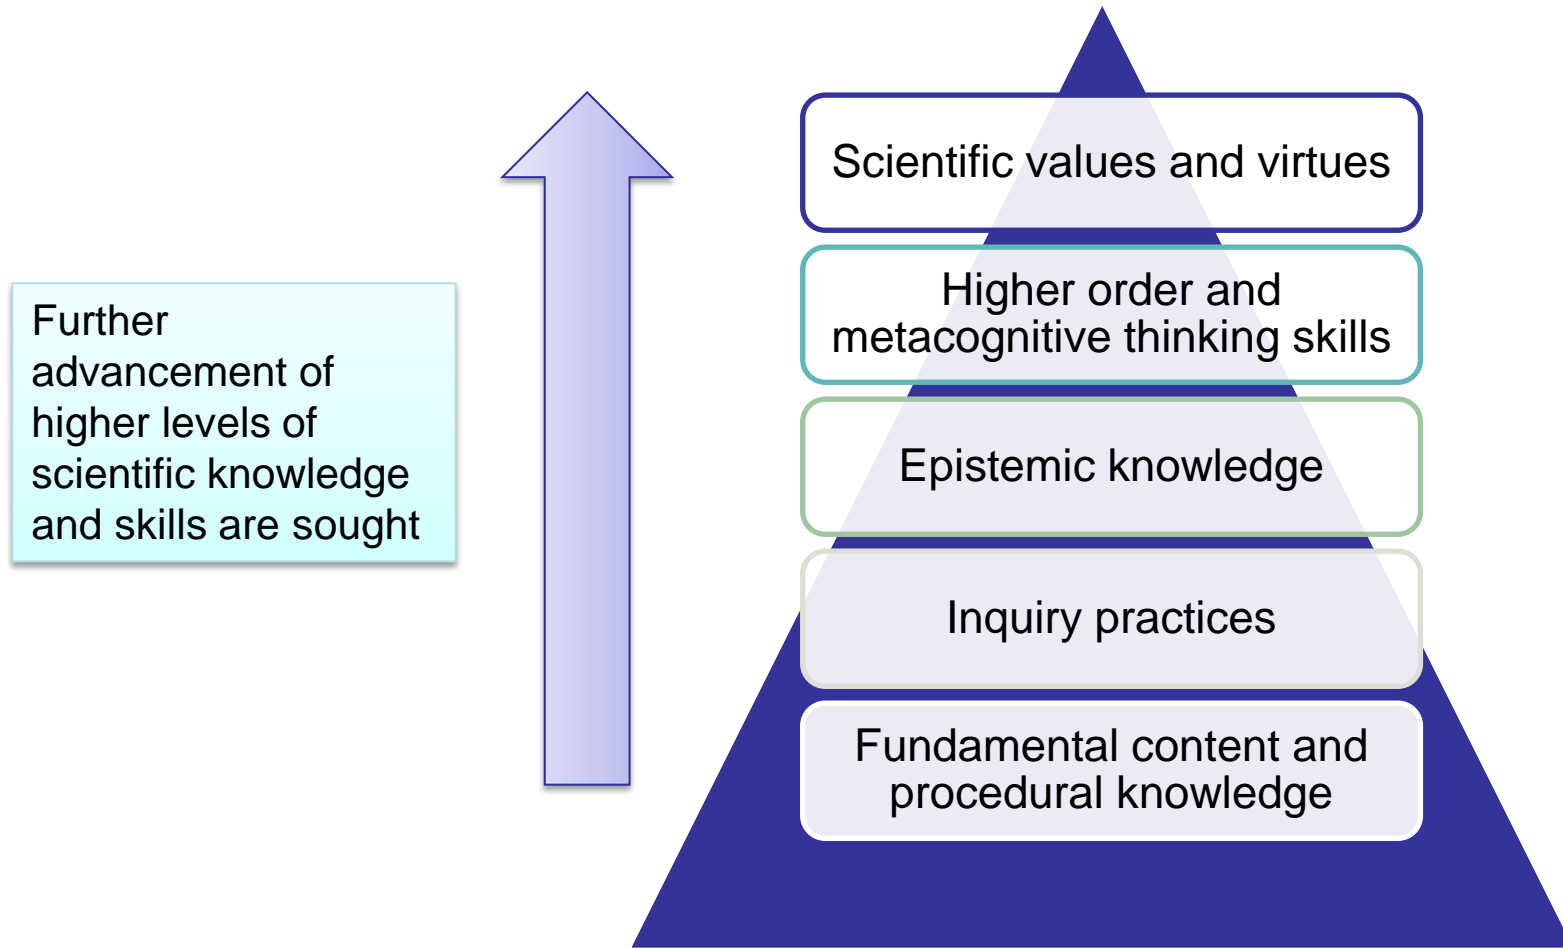 Scientific values and virtues
Higher order and
metacognitive thinking skills
Further
advancement of
higher levels of
scientific knowledge
and skills are sought
Epistemic knowledge
Inquiry practices
Fundamental content and
procedural knowledge